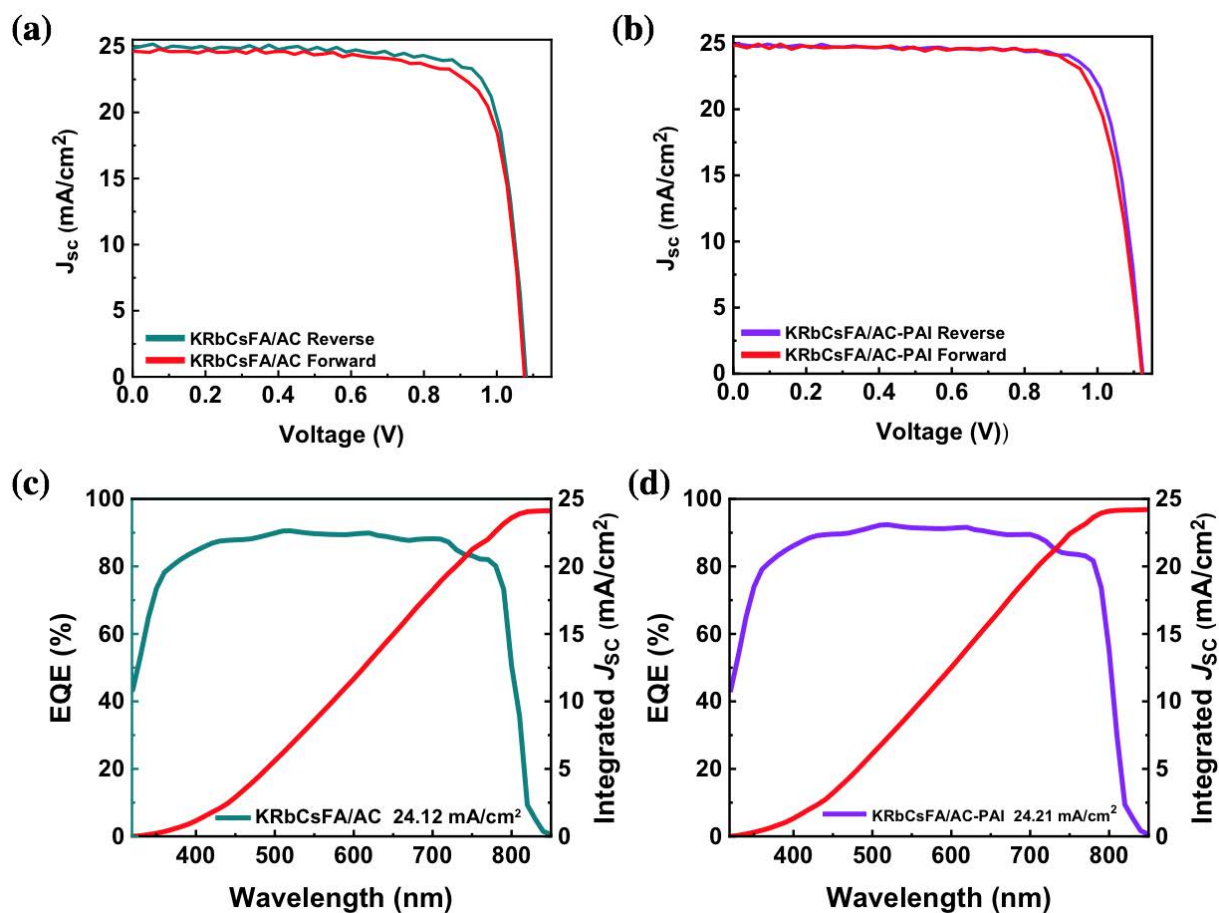 (a)
25
20
15
10
5
0
J_sc (mA/cm²)
KRbCsFA/AC Reverse
KRbCsFA/AC Forward
0.0 0.2 0.4 0.6 0.8 1.0
Voltage (V)
(b)
25
20
15
10
5
0
J_sc (mA/cm²)
KRbCsFA/AC-PAI Reverse
KRbCsFA/AC-PAI Forward
0.0 0.2 0.4 0.6 0.8 1.0
Voltage (V))
(c)
100
80
60
40
20
0
EQE (%)
25
20
15
10
5
0
Integrated J_SC (mA/cm²)
KRbCsFA/AC 24.12 mA/cm²
400 500 600 700 800
Wavelength (nm)
(d)
100
80
60
40
20
0
EQE (%)
25
20
15
10
5
0
Integrated J_SC (mA/cm²)
KRbCsFA/AC-PAI 24.21 mA/cm²
400 500 600 700 800
Wavelength (nm)